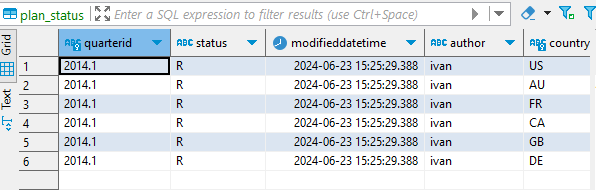 plan_status Enter a SQL expression to filter results (use Ctrl+Space)
Grid
Text
ABC quarterid ABC status modifieddatetime ABC author ABC country
1 2014.1 R 2024-06-23 15:25:29.388 ivan US
2 2014.1 R 2024-06-23 15:25:29.388 ivan AU
3 2014.1 R 2024-06-23 15:25:29.388 ivan FR
4 2014.1 R 2024-06-23 15:25:29.388 ivan CA
5 2014.1 R 2024-06-23 15:25:29.388 ivan GB
6 2014.1 R 2024-06-23 15:25:29.388 ivan DE